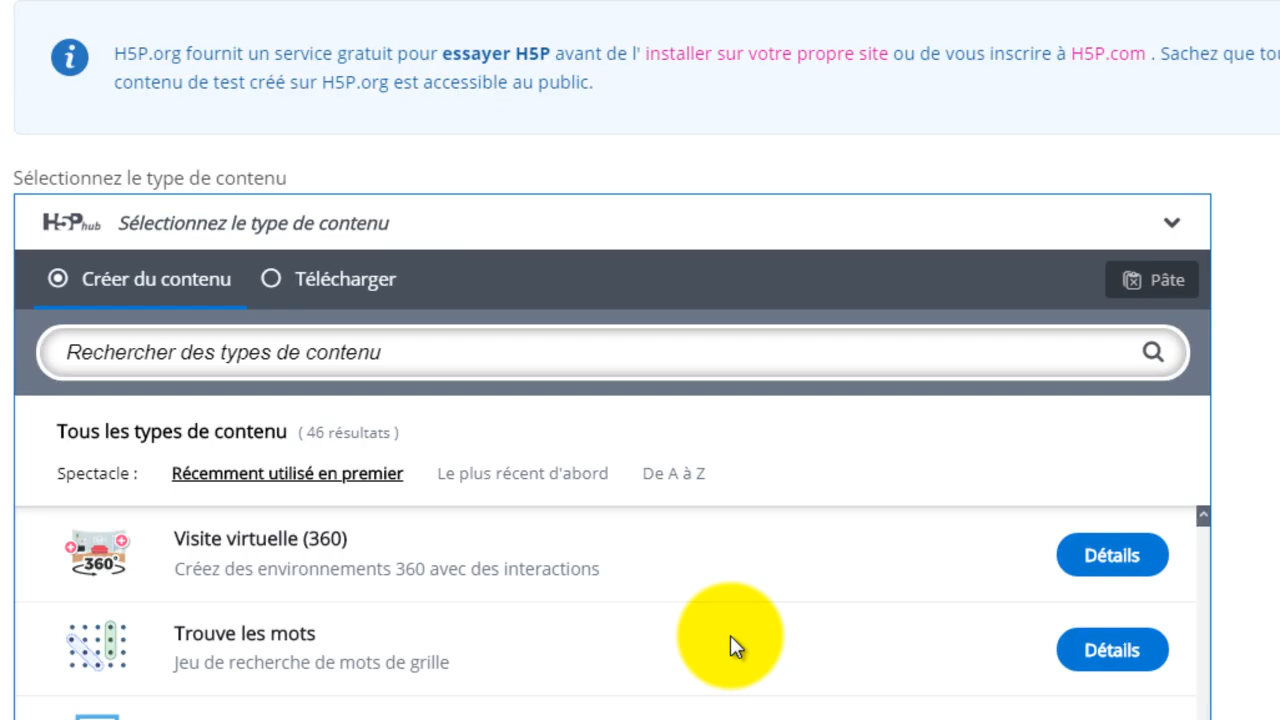 H5P.org fournit un service gratuit pour essayer H5P avant de l' installer sur votre propre site ou de vous inscrire à H5P.com . Sachez que
contenu de test créé sur H5P.org est accessible au public.
Sélectionnez le type de contenu
H5P hub Sélectionnez le type de contenu
Créer du contenu Télécharger Pâte
Rechercher des types de contenu
Tous les types de contenu ( 46 résultats )
Spectacle : Récemment utilisé en premier Le plus récent d'abord De A à Z
Visite virtuelle (360)
360°
Créez des environnements 360 avec des interactions
Détails
Trouve les mots
Jeu de recherche de mots de grille
Détails